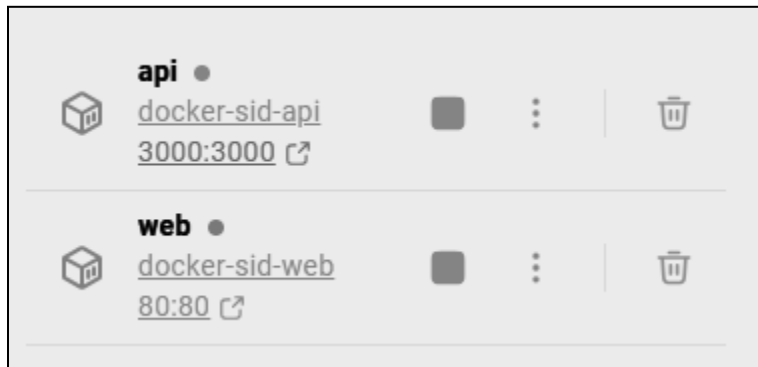 api
docker-sid-api
3000:3000
web
docker-sid-web
80:80